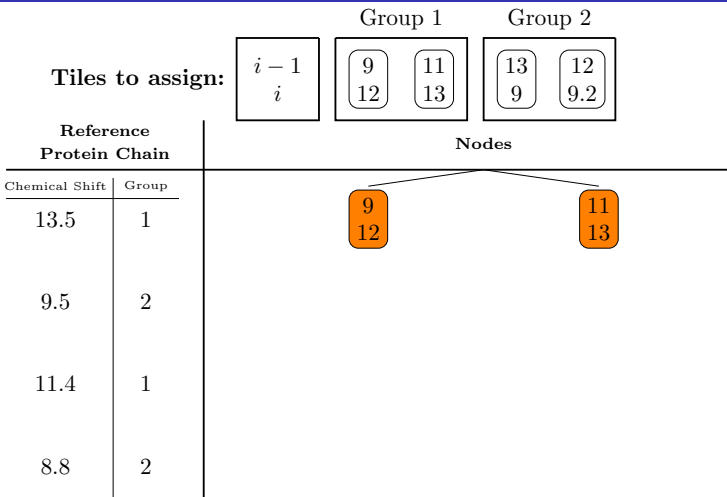 Group 1 Group 2
Tiles to assign: i − 1 9 11 13 12
i 12 13 9 9.2
Reference
Protein Chain
Nodes
Chemical Shift Group
9 11
13.5 1
12 13
9.5 2
11.4 1
8.8 2